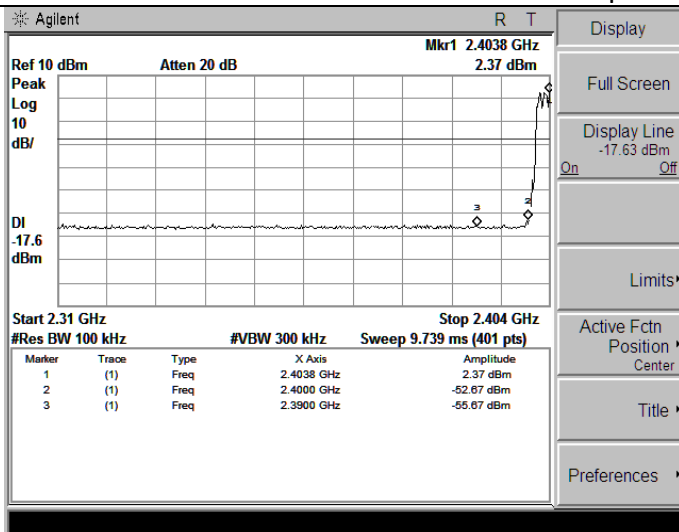 Agilent R T
Mkr1 2.4038 GHz
Ref 10 dBm Atten 20 dB 2.37 dBm
Peak
Log
10
dB/
3
2
DI
-17.6
dBm
Start 2.31 GHz Stop 2.404 GHz
#Res BW 100 kHz #VBW 300 kHz Sweep 9.739 ms (401 pts)
Marker Trace Type X Axis Amplitude
1 (1) Freq 2.4038 GHz 2.37 dBm
2 (1) Freq 2.4000 GHz -52.67 dBm
3 (1) Freq 2.3900 GHz -55.67 dBm
Display
Full Screen
Display Line
-17.63 dBm
On Off
Limits
Active Fctn
Position
Center
Title
Preferences